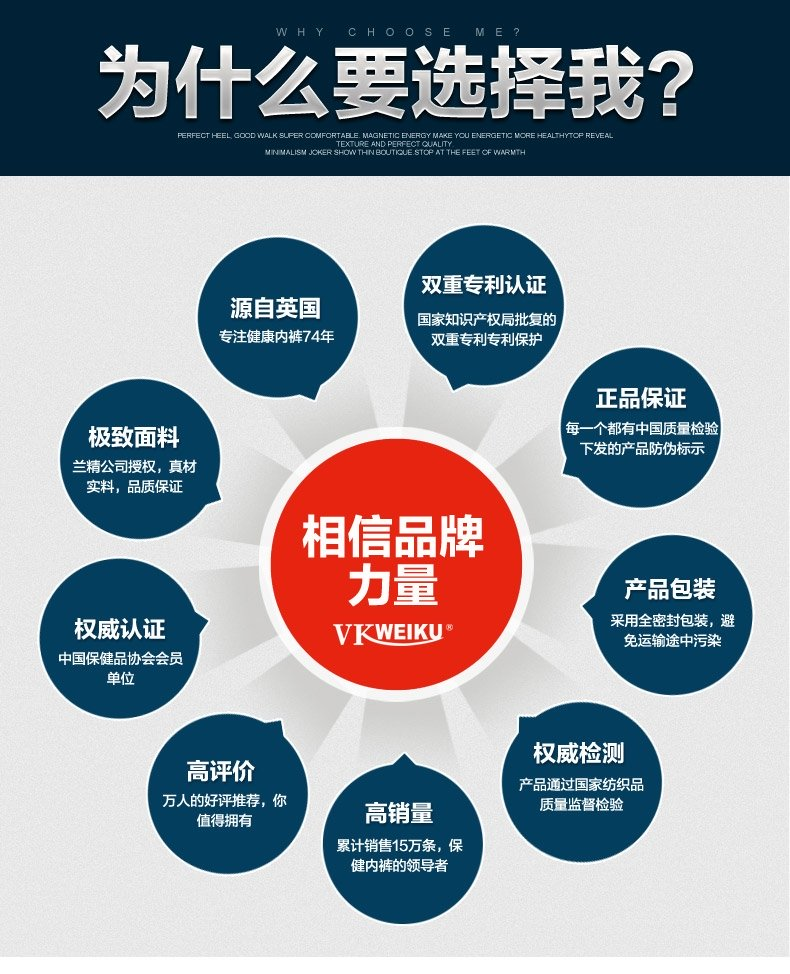 WHY CHOOSE ME?
为什么要选择我?
PERFECT HEEL, GOOD WALK SUPER COMFORTABLE. MAGNETIC ENERGY MAKE YOU ENERGETIC MORE HEALTHYTOP REVEAL
TEXTURE AND PERFECT QUALITY
MINIMALISM JOKER SHOW THIN BOUTIQUE.STOP AT THE FEET OF WARMTH
源自英国
专注健康内裤74年
双重专利认证
国家知识产权局批复的
双重专利专利保护
极致面料
兰精公司授权，真材
实料，品质保证
正品保证
每一个都有中国质量检验
下发的产品防伪标示
相信品牌
力量
VKWEIKU®
权威认证
中国保健品协会会员
单位
产品包装
采用全密封包装，避
免运输途中污染
高评价
万人的好评推荐，你
值得拥有
高销量
累计销售15万条，保
健内裤的领导者
权威检测
产品通过国家纺织品
质量监督检验